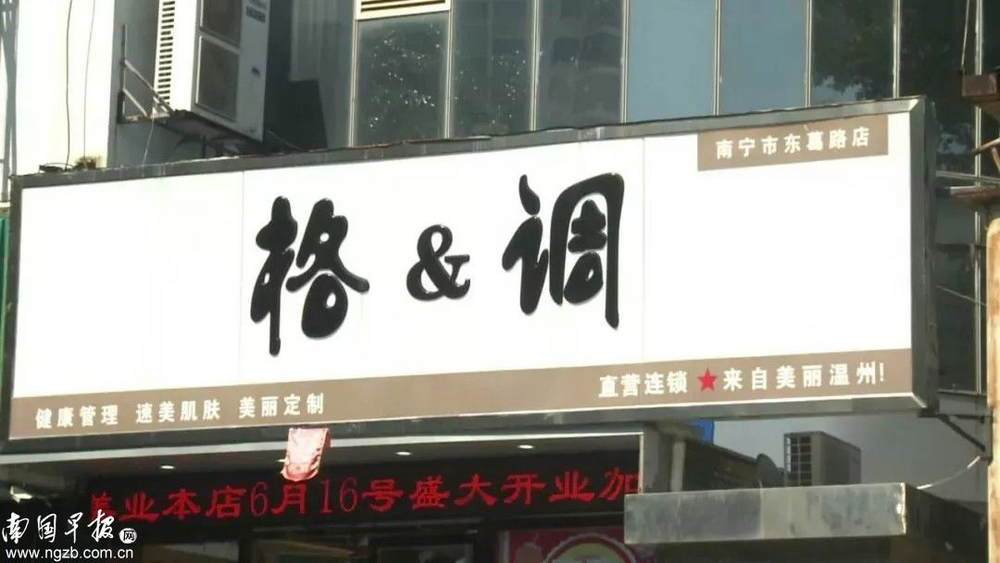 南宁市东葛路店
格&调
健康管理 速美肌肤 美丽定制
直营连锁★来自美丽温州!
业本店6月16号盛大开业加
南国早报网
www.ngzb.com.cn